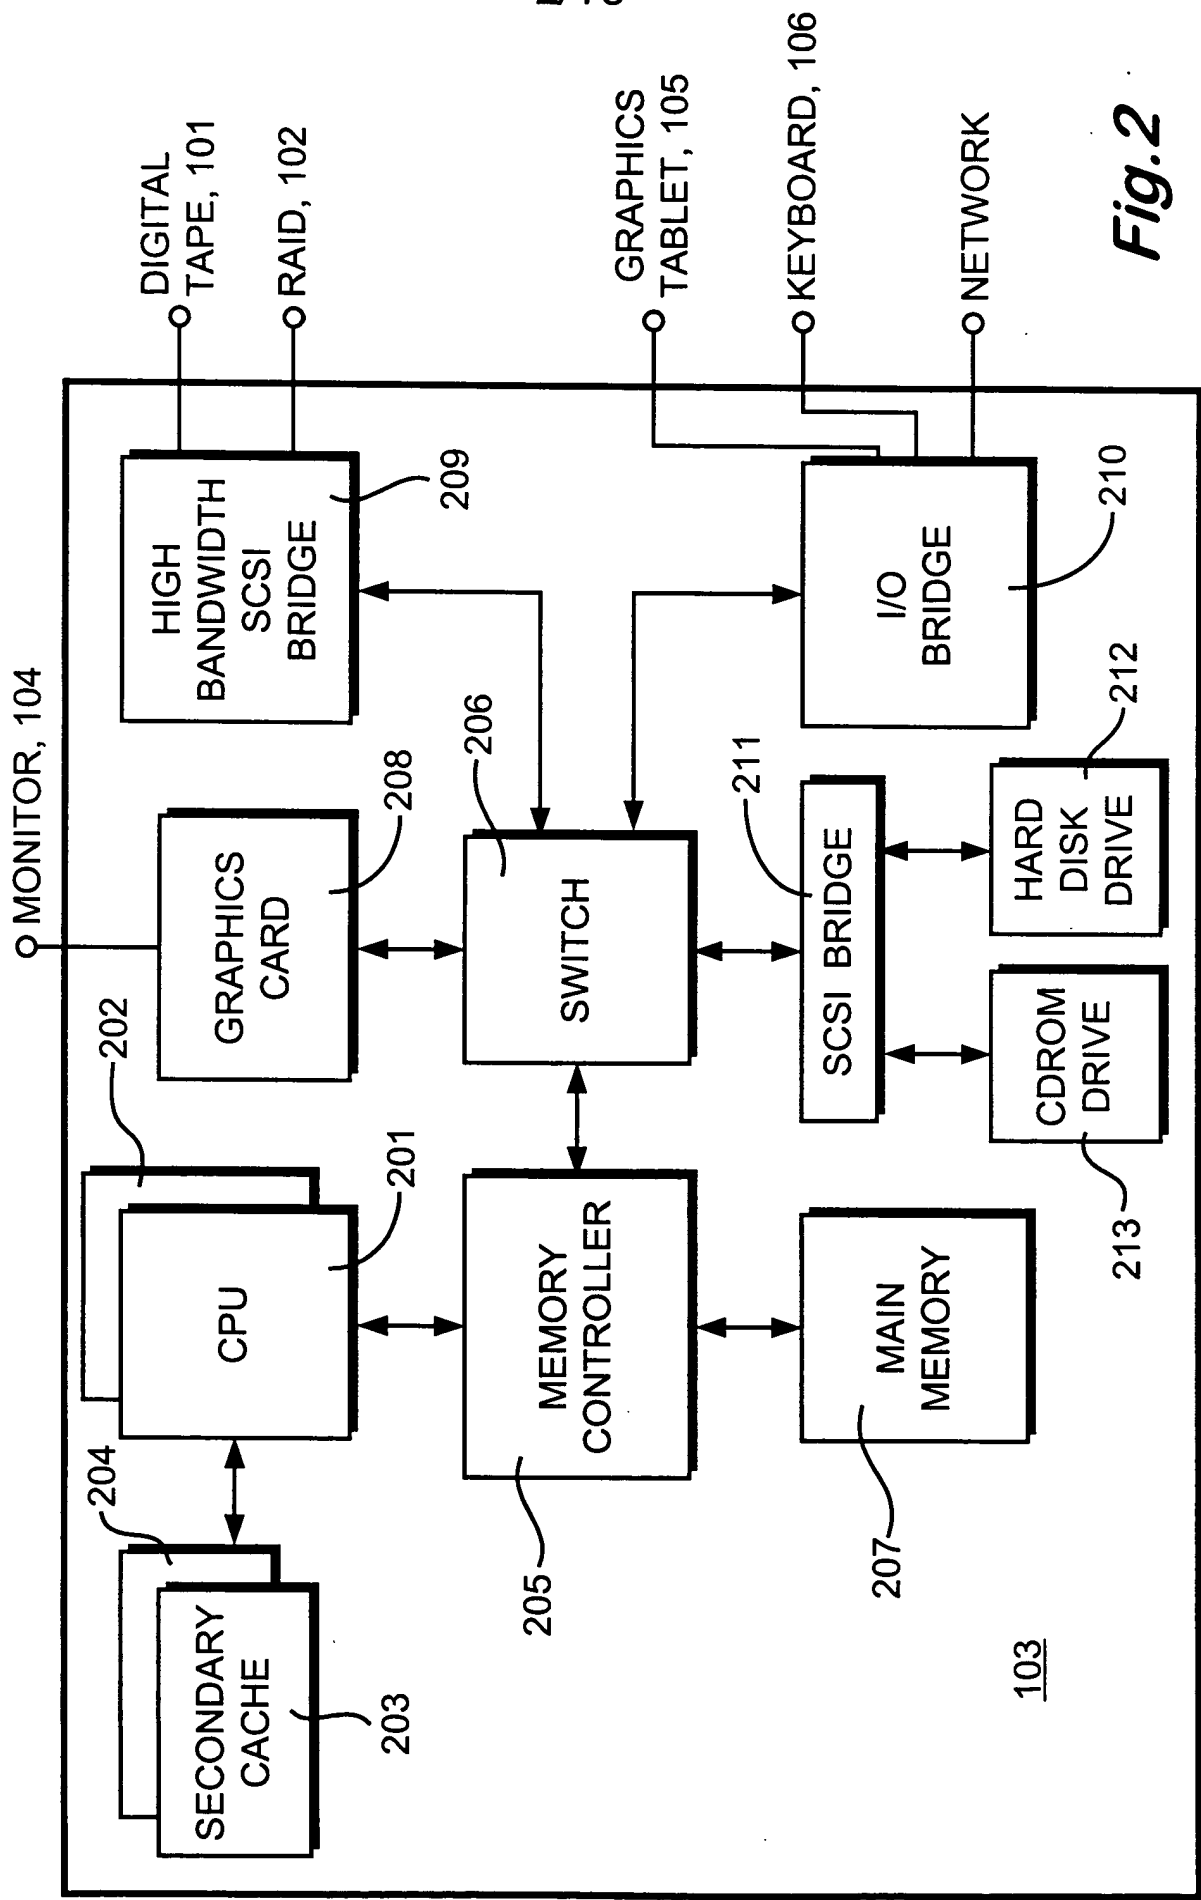 MONITOR, 104
DIGITAL
TAPE, 101
RAID, 102
GRAPHICS
TABLET, 105
KEYBOARD, 106
NETWORK
204
SECONDARY
CACHE
203
202
CPU
201
GRAPHICS
CARD
208
HIGH
BANDWIDTH
SCSI
BRIDGE
209
205
MEMORY
CONTROLLER
206
SWITCH
207
MAIN
MEMORY
211
SCSI BRIDGE
213
CDROM
DRIVE
212
HARD
DISK
DRIVE
I/O
BRIDGE
210
103
Fig.2